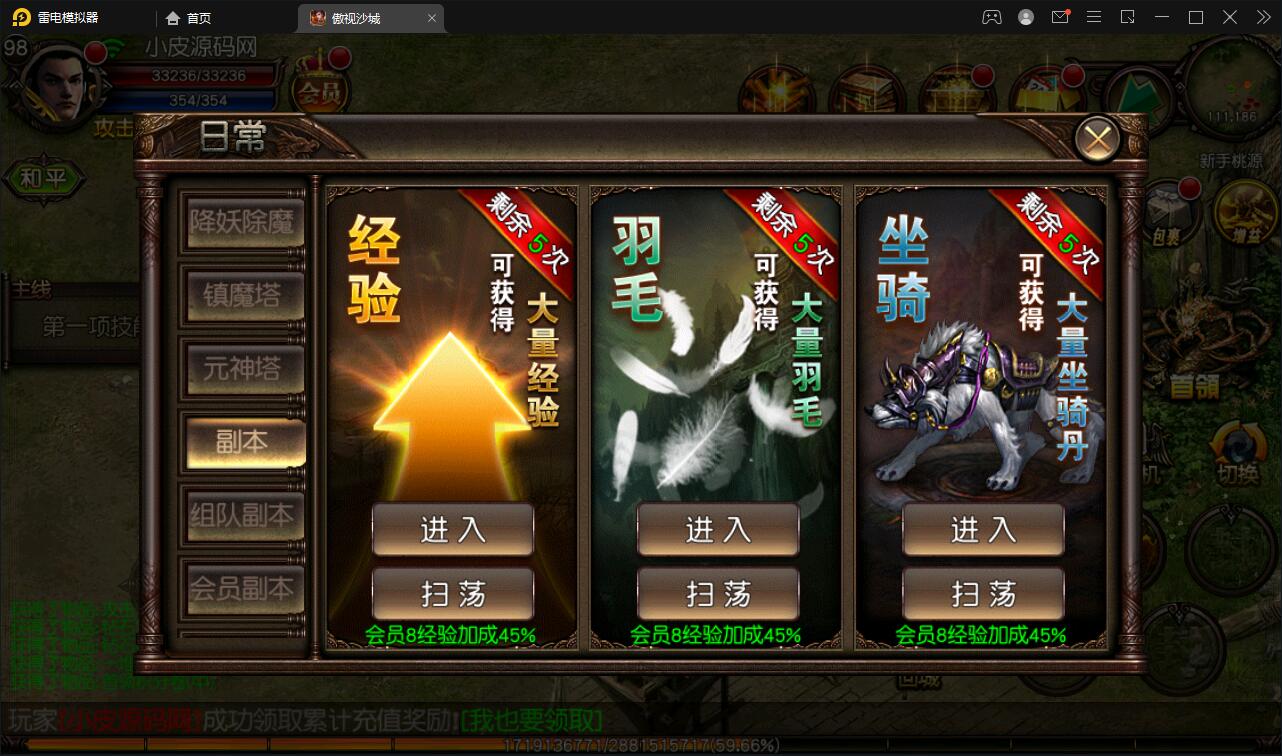 雷电模拟器
首页
傲视沙城
98
小皮源码网
33236/33236
354/354
会员
攻击
111,186
和平
新手桃源
日常
降妖除魔
镇魔塔
元神塔
副本
组队副本
会员副本
经验
剩余5次
可获得
大量经验
进入
扫荡
会员8经验加成45%
羽毛
剩余5次
可获得
大量羽毛
进入
扫荡
会员8经验加成45%
坐骑
剩余5次
可获得
大量坐骑丹
进入
扫荡
会员8经验加成45%
包裹
增益
主线
第一项技能
首领
切换
回城
玩家[小皮源码网]成功领取累计充值奖励![我也要领取]
1719136771/2881515717(59.66%)